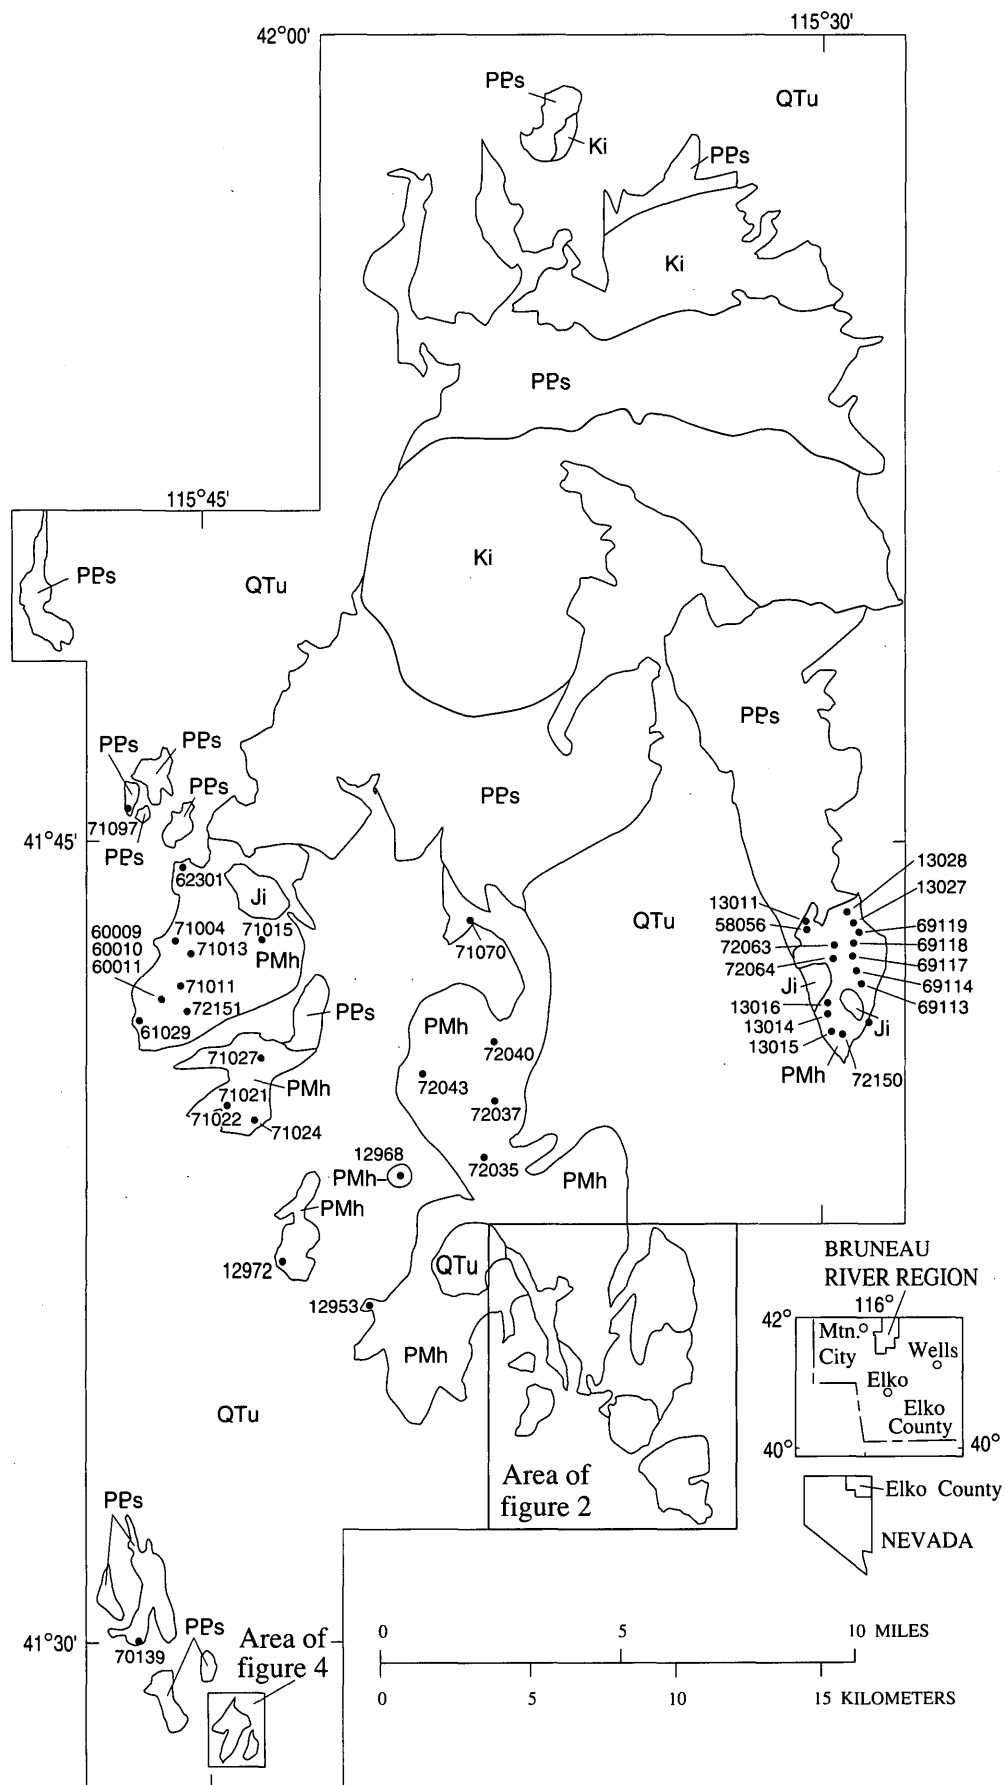 42°00'
115°30'
PPs
QTu
Ki
PPs
Ki
PPs
115°45'
Ki
PPs
QTu
PPs
PPs
PPs
PPs
PPs
71097
41°45'
PPs
62301
Ji
13028
13027
13011
58056
QTu
60009
60010
60011
71004
71015
71013
PMh
71070
69119
69118
72063
69117
72064
69114
69113
Ji
71011
72151
61029
PPs
PMh
13016
13014
13015
Ji
PMh
72150
71027
72040
72043
PMh
71021
71022
71024
72037
12968
PMh
72035
PMh
PMh
12972
QTu
BRUNEAU
RIVER REGION
116°
12953
PMh
42°
Mtn.
City
Wells
Elko
Elko
County
40°
40°
QTu
Area of
figure 2
Elko County
NEVADA
PPs
PPs
41°30'
70139
Area of
figure 4
0 5 10 MILES
0 5 10 15 KILOMETERS